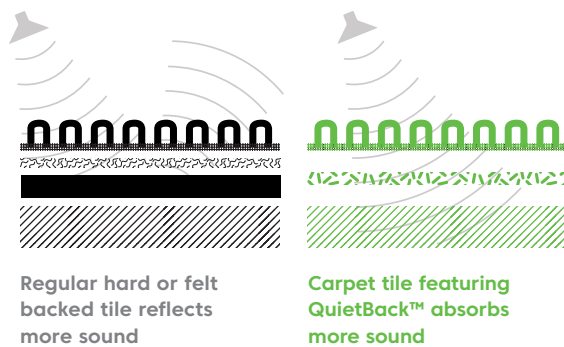 Regular hard or felt
backed tile reflects
more sound
Carpet tile featuring
QuietBack™ absorbs
more sound